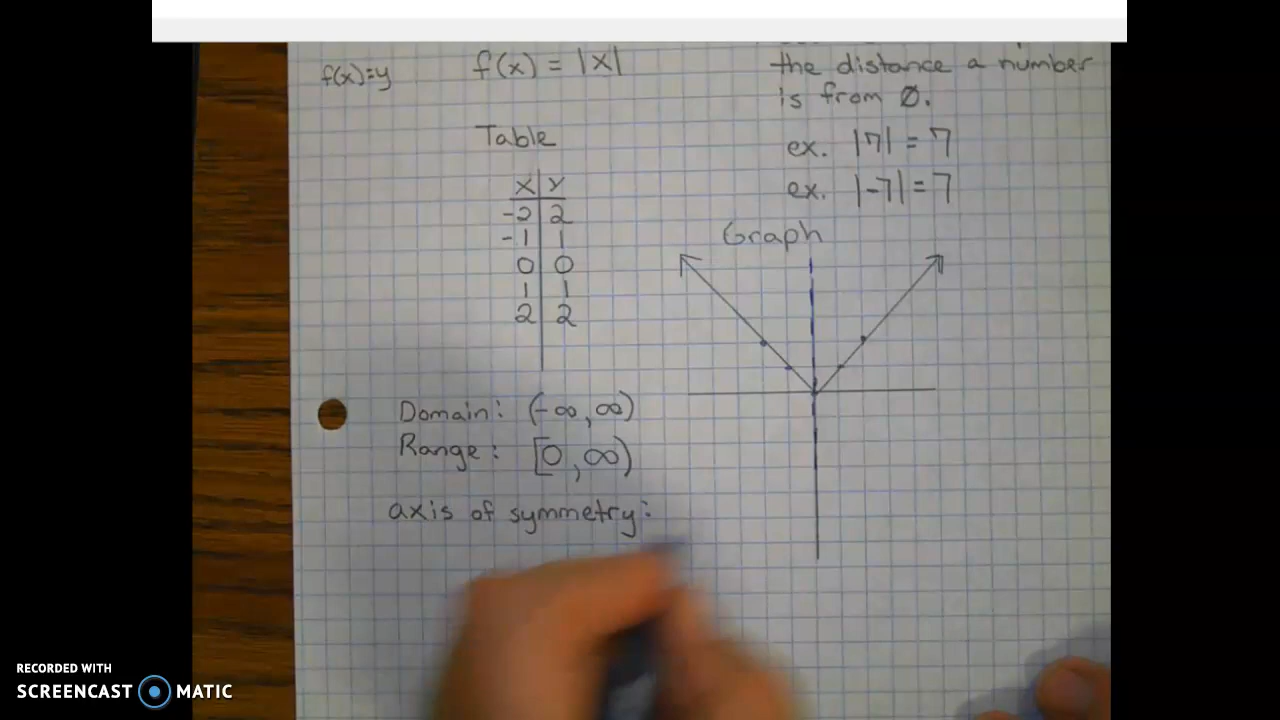 f(x)=y
f(x) = |x|
the distance a number
is from 0.
ex. |7| = 7
ex. |-7| = 7
Table
X Y
-2 2
-1 1
0 0
1 1
2 2
Graph
Domain: (-∞, ∞)
Range: [0, ∞)
axis of symmetry:
RECORDED WITH
SCREENCAST MATIC